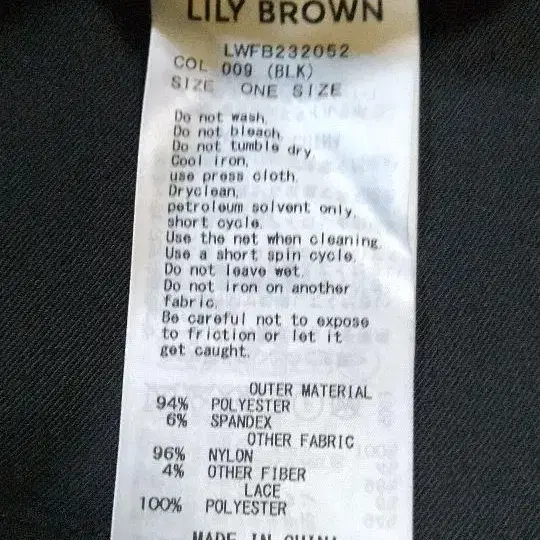 LILY BROWN
LWFB232052
COL 009 (BLK)
SIZE ONE SIZE
Do not wash.
Do not bleach.
Do not tumble dry
Cool iron,
use press cloth.
Dryclean,
petroleum solvent only,
short cycle.
Use the net when cleaning.
Use a short spin cycle.
Do not leave wet.
Do not iron on another
fabric.
Be careful not to expose
to friction or let it
get caught.
OUTER MATERIAL
94% POLYESTER
6% SPANDEX
OTHER FABRIC
96% NYLON
4% OTHER FIBER
LACE
100% POLYESTER
MADE IN CHINA